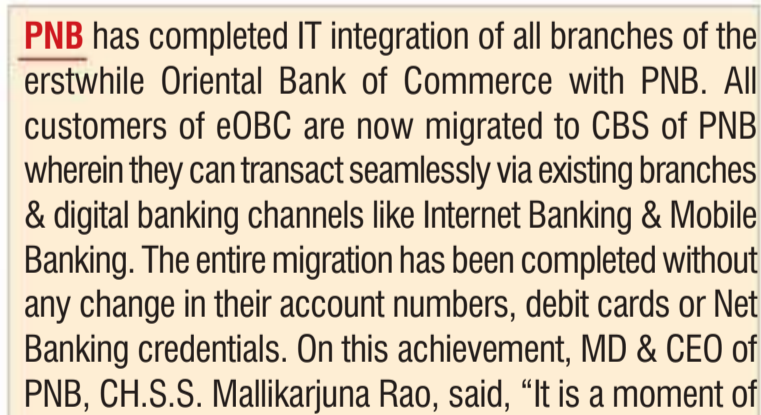 PNB has completed IT integration of all branches of the
erstwhile Oriental Bank of Commerce with PNB. All
customers of eOBC are now migrated to CBS of PNB
wherein they can transact seamlessly via existing branches
& digital banking channels like Internet Banking & Mobile
Banking. The entire migration has been completed without
any change in their account numbers, debit cards or Net
Banking credentials. On this achievement, MD & CEO of
PNB, CH.S.S. Mallikarjuna Rao, said, “It is a moment of